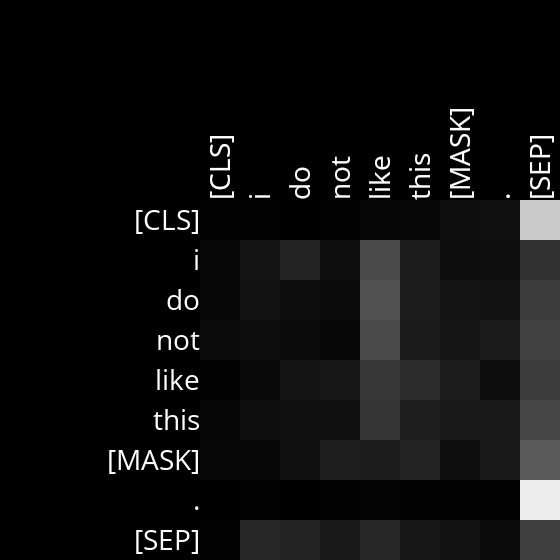 [CLS] i do not like this [MASK] . [SEP]
[CLS]
i
do
not
like
this
[MASK]
.
[SEP]